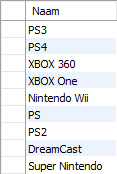 Naam
PS3
PS4
XBOX 360
XBOX One
Nintendo Wii
PS
PS2
DreamCast
Super Nintendo